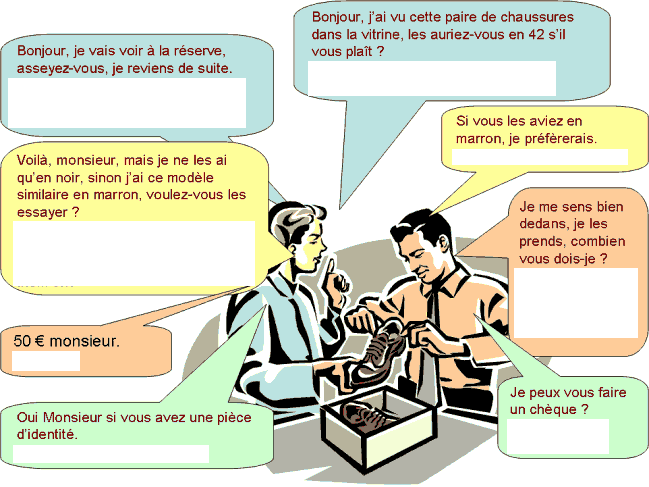 Bonjour, j'ai vu cette paire de chaussures
dans la vitrine, les auriez-vous en 42 s'il
vous plaît ?
Bonjour, je vais voir à la réserve,
asseyez-vous, je reviens de suite.
Si vous les aviez en
marron, je préfèrerais.
Voilà, monsieur, mais je ne les ai
qu'en noir, sinon j'ai ce modèle
similaire en marron, voulez-vous les
essayer ?
Je me sens bien
dedans, je les
prends, combien
vous dois-je ?
50 € monsieur.
Je peux vous faire
un chèque ?
Oui Monsieur si vous avez une pièce
d'identité.